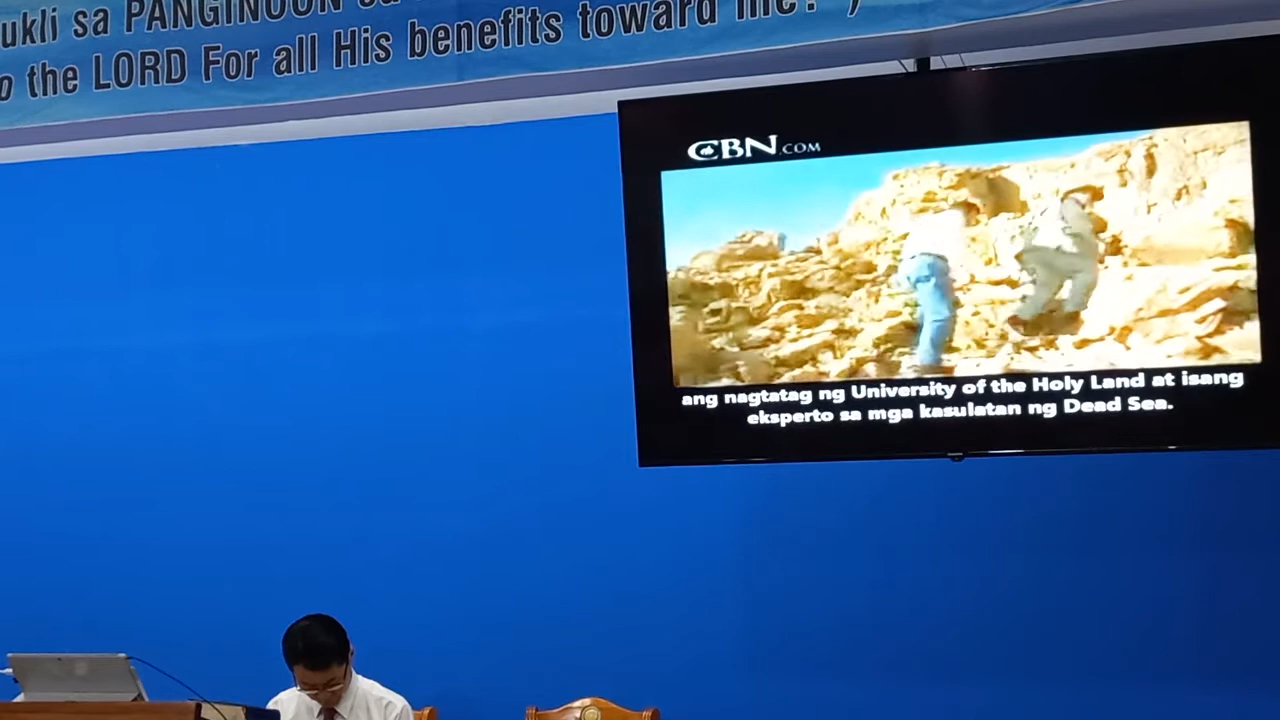 sa PANGINOON
the LORD For all His benefits toward me?")
CBN.COM
ang nagtatag ng University of the Holy Land at isang
eksperto sa mga kasulatan ng Dead Sea.